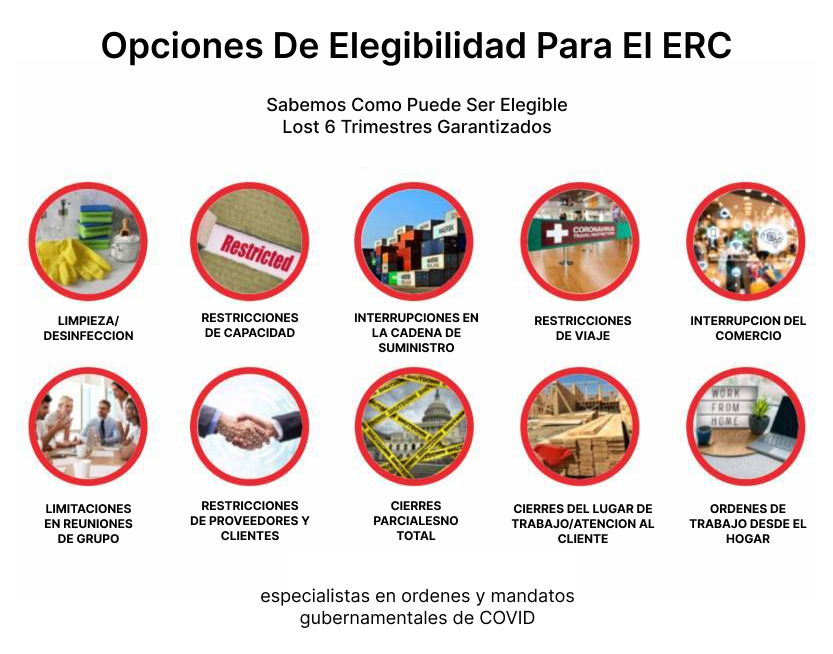 Opciones De Elegibilidad Para El ERC
Sabemos Como Puede Ser Elegible
Lost 6 Trimestres Garantizados
Restricted
CORONAVIRUS
TRAVEL RESTRICTIONS
LIMPIEZA/
DESINFECCION
RESTRICCIONES
DE CAPACIDAD
INTERRUPCIONES EN
LA CADENA DE
SUMINISTRO
RESTRICCIONES
DE VIAJE
INTERRUPCION DEL
COMERCIO
SHUTDOWN
WORK
FROM
HOME
LIMITACIONES
EN REUNIONES
DE GRUPO
RESTRICCIONES
DE PROVEEDORES Y
CLIENTES
CIERRES
PARCIALESNO
TOTAL
CIERRES DEL LUGAR DE
TRABAJO/ATENCION AL
CLIENTE
ORDENES DE
TRABAJO DESDE EL
HOGAR
especialistas en ordenes y mandatos
gubernamentales de COVID